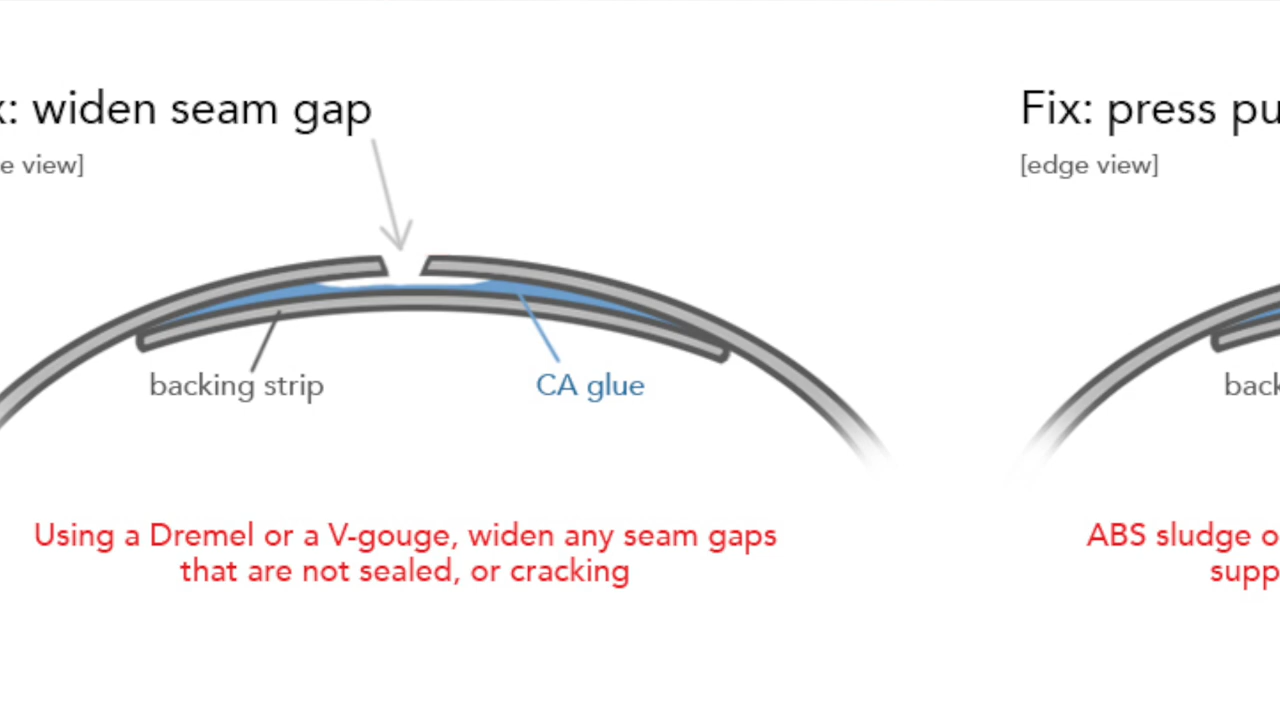 : widen seam gap
e view]
backing strip
CA glue
Using a Dremel or a V-gouge, widen any seam gaps
that are not sealed, or cracking
Fix: press pu
[edge view]
back
ABS sludge o
supp